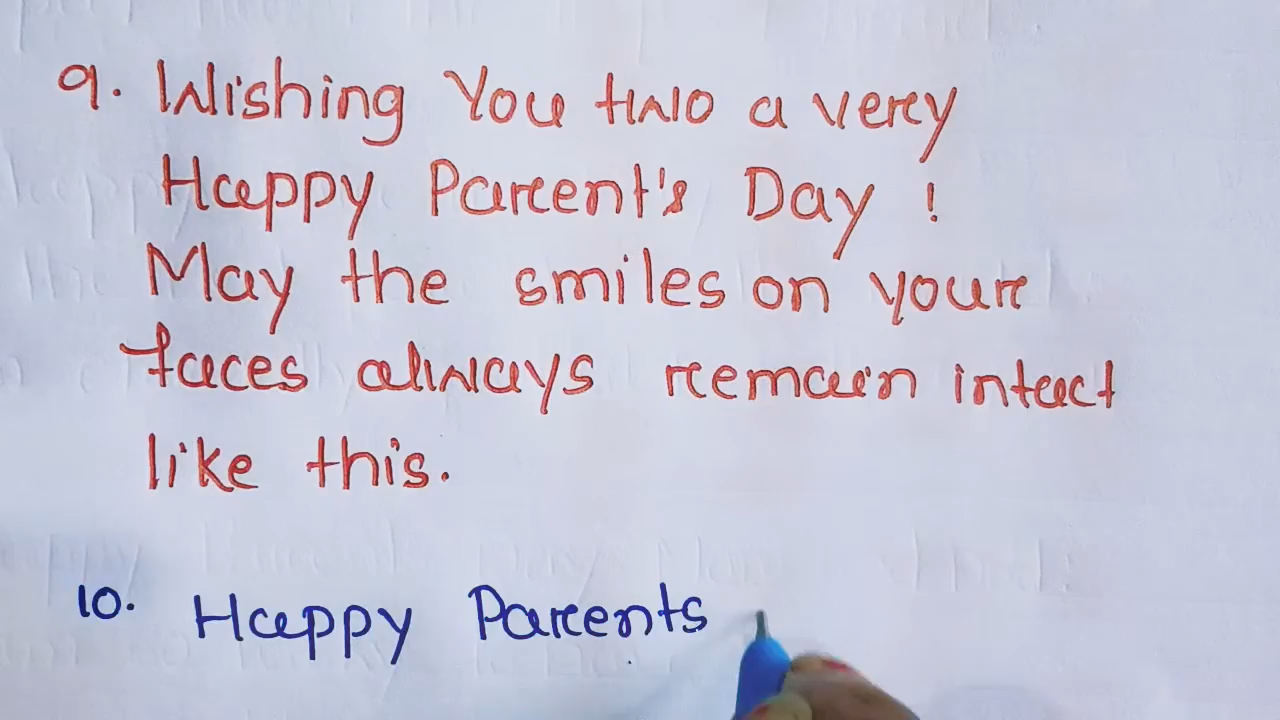 9. Wishing You two a very
Happy Parent's Day !
May the smiles on your
faces always remain intact
like this.
10. Happy Parents